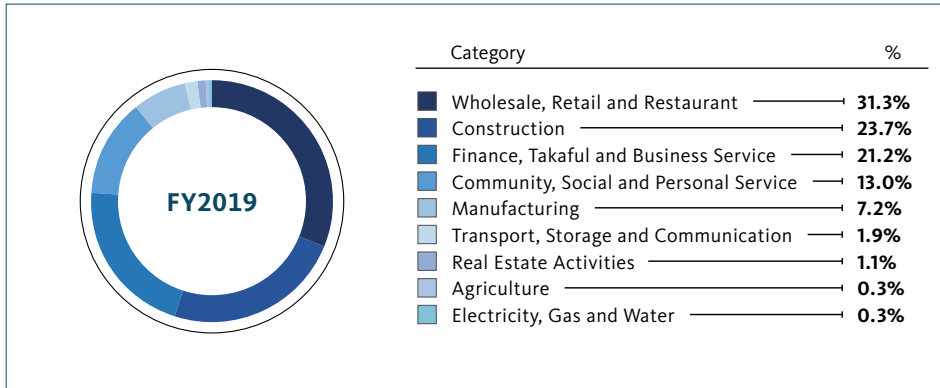 FY2019
Category %
Wholesale, Retail and Restaurant 31.3%
Construction 23.7%
Finance, Takaful and Business Service 21.2%
Community, Social and Personal Service 13.0%
Manufacturing 7.2%
Transport, Storage and Communication 1.9%
Real Estate Activities 1.1%
Agriculture 0.3%
Electricity, Gas and Water 0.3%